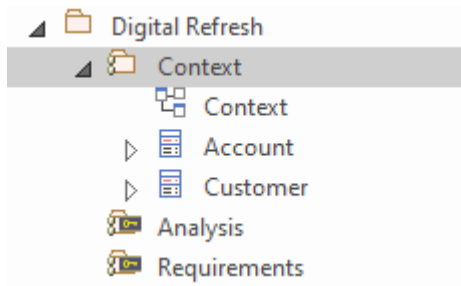 Digital Refresh
Context
Context
Account
Customer
Analysis
Requirements